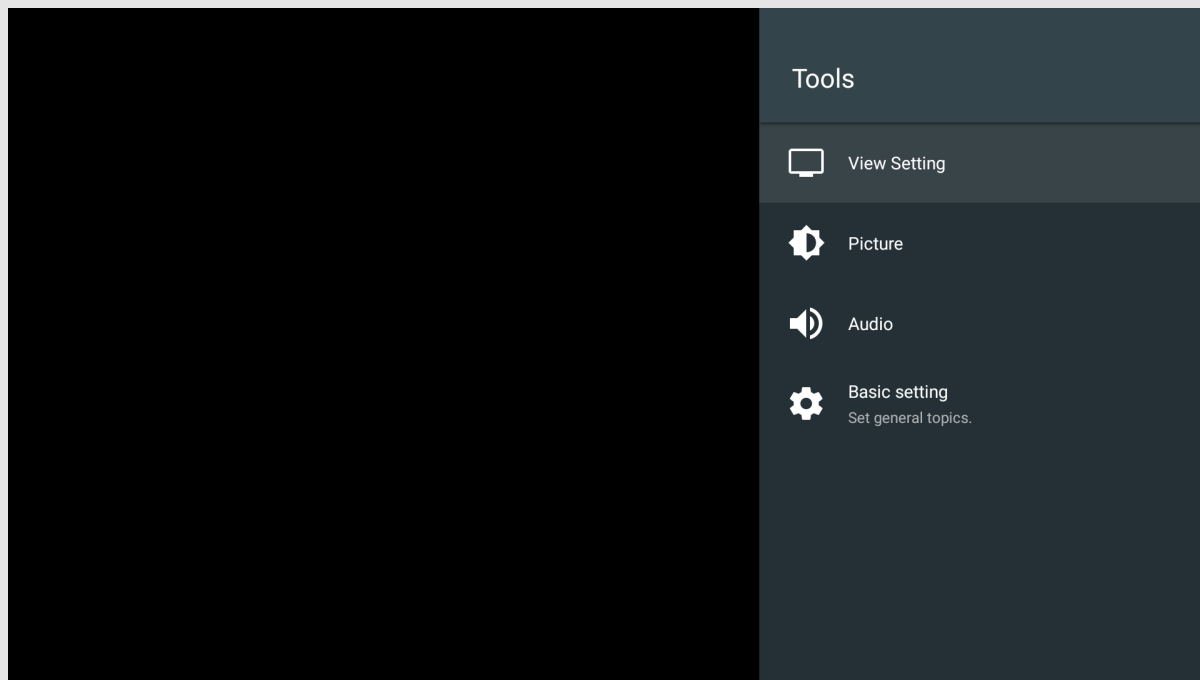 Tools
View Setting
Picture
Audio
Basic setting
Set general topics.